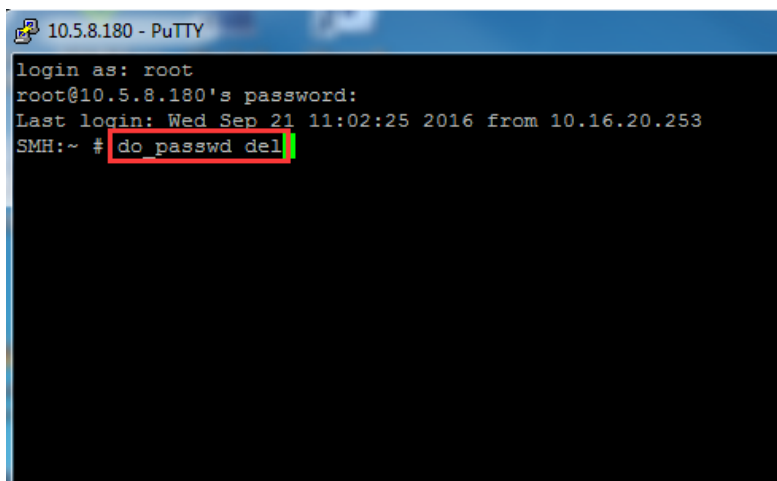 10.5.8.180 - PuTTY
login as: root
root@10.5.8.180's password:
Last login: Wed Sep 21 11:02:25 2016 from 10.16.20.253
SMH:~ # do_passwd del